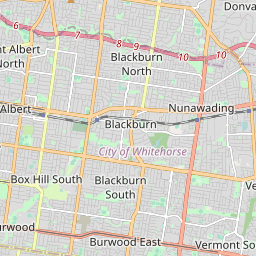 Donva
6
7
8
9
10
10
nt Albert
North
Blackburn
North
Albert
Nunawading
Blackburn
City of Whitehorse
Box Hill South
Blackburn
South
urwood
Burwood East
Vermont So